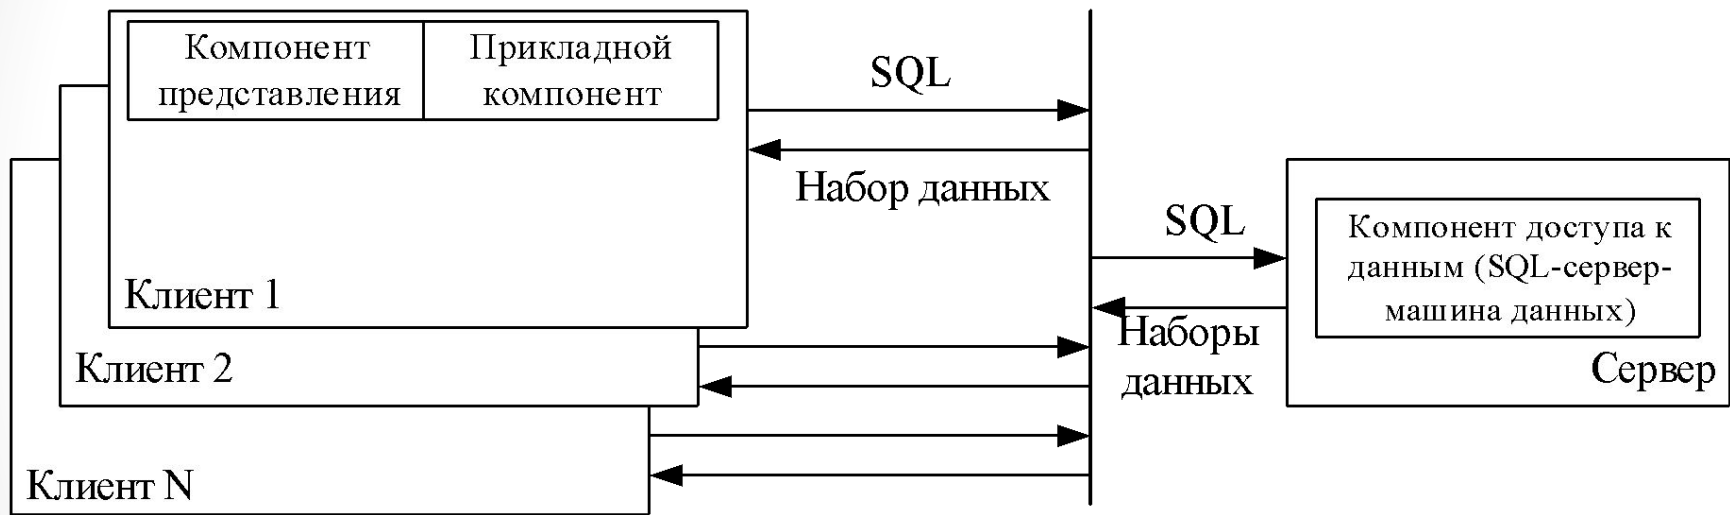 Компонент
представления
Прикладной
компонент
SQL
Набор данных
Клиент 1
Клиент 2
Клиент N
SQL
Наборы
данных
Компонент доступа к
данным (SQL-сервер-
машина данных)
Сервер